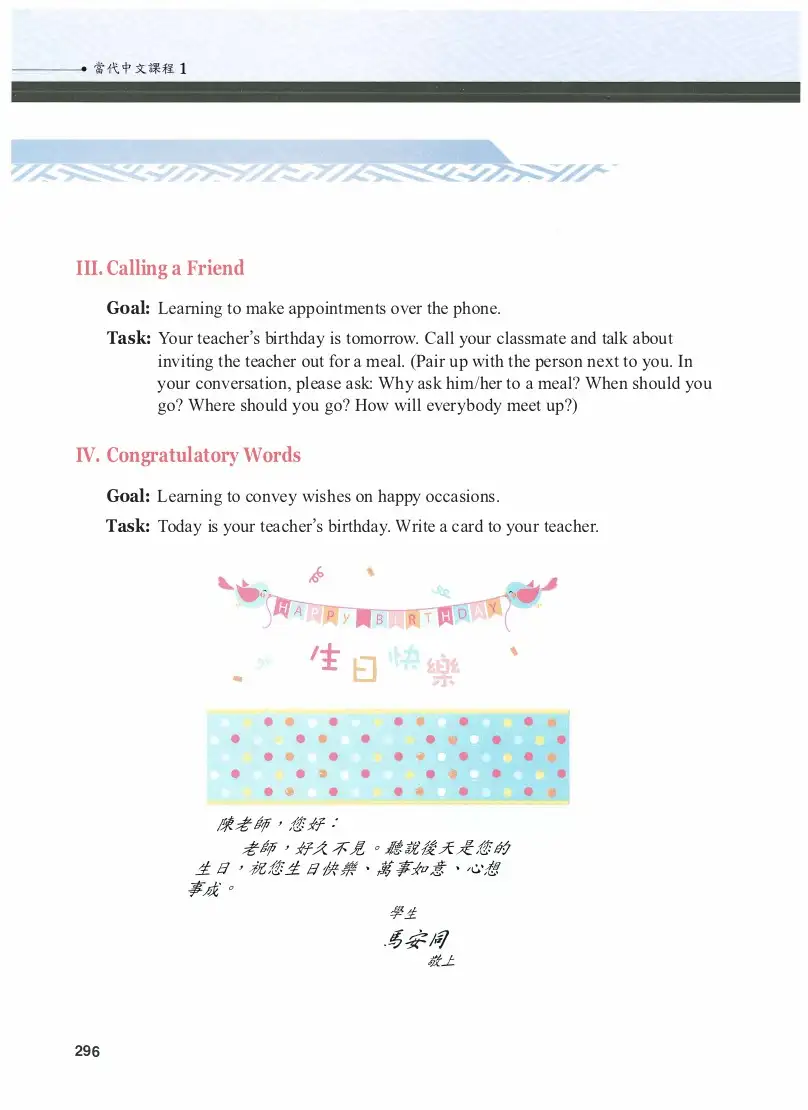 當代中文課程 1
III. Calling a Friend
Goal: Learning to make appointments over the phone.
Task: Your teacher's birthday is tomorrow. Call your classmate and talk about
inviting the teacher out for a meal. (Pair up with the person next to you. In
your conversation, please ask: Why ask him/her to a meal? When should you
go? Where should you go? How will everybody meet up?)
IV. Congratulatory Words
Goal: Learning to convey wishes on happy occasions.
Task: Today is your teacher's birthday. Write a card to your teacher.
HAPPY BIRTHDAY
生日快樂
陳老師，您好：
老師，好久不見。聽說後天是您的
生日，祝您生日快樂、萬事如意、心想
事成。
學生
馬安同
敬上
296